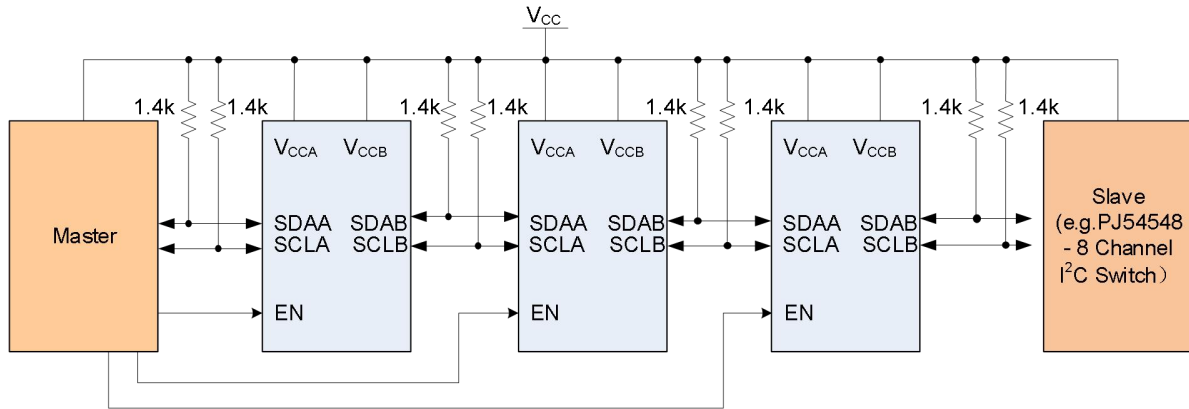 VCC
1.4k 1.4k 1.4k 1.4k 1.4k 1.4k 1.4k 1.4k
VCCA VCCB VCCA VCCB VCCA VCCB
Master
SDAA SDAB SDAA SDAB SDAA SDAB
SCLA SCLB SCLA SCLB SCLA SCLB
EN EN EN
Slave
(e.g.PJ54548
- 8 Channel
I²C Switch）